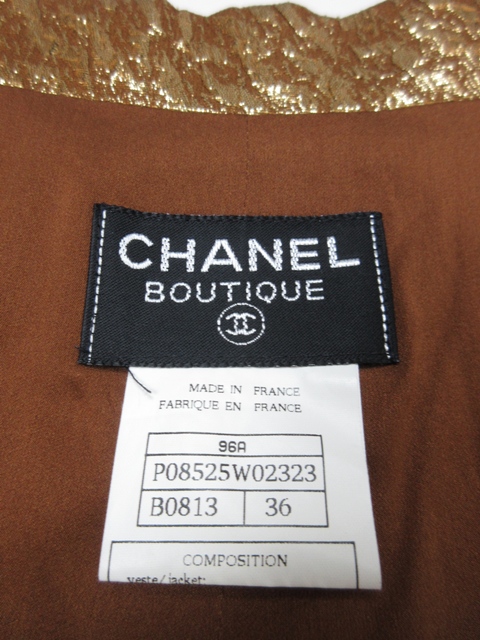 CHANEL
BOUTIQUE
MADE IN FRANCE
FABRIQUE EN FRANCE
96A
P08525W02323
B0813 36
COMPOSITION
veste/jacket: